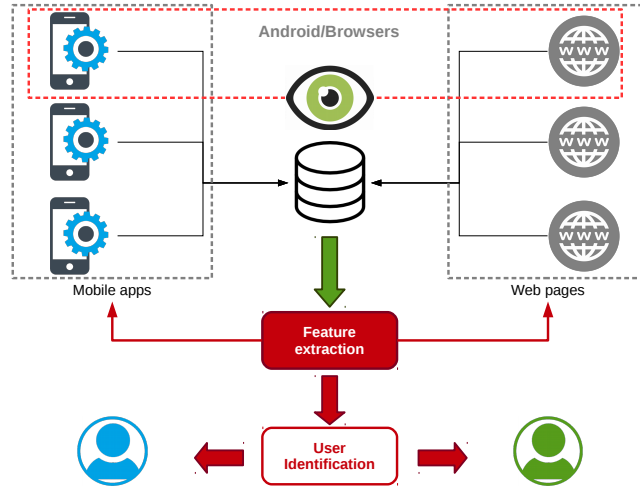 Android/Browsers
WWW
WWW
WWW
Mobile apps
Web pages
Feature
extraction
User
Identification